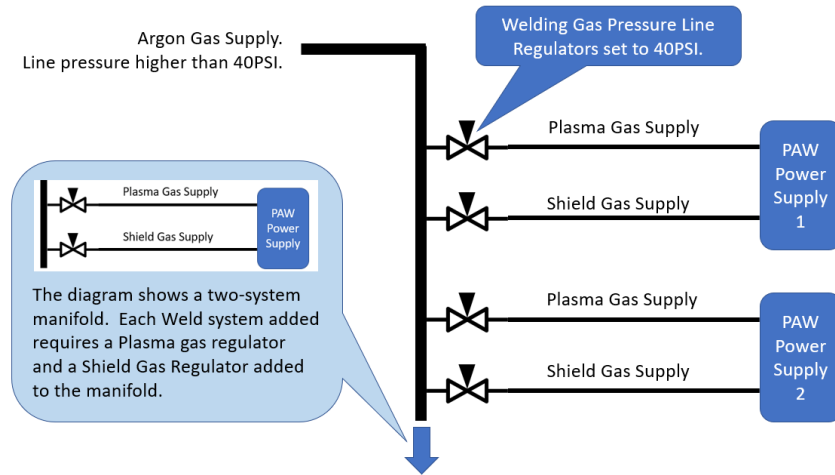 Argon Gas Supply.
Line pressure higher than 40PSI.
Welding Gas Pressure Line
Regulators set to 40PSI.
Plasma Gas Supply
Shield Gas Supply
PAW
Power
Supply
1
Plasma Gas Supply
Shield Gas Supply
PAW
Power
Supply
2
Plasma Gas Supply
Shield Gas Supply
PAW
Power
Supply
The diagram shows a two-system
manifold. Each Weld system added
requires a Plasma gas regulator
and a Shield Gas Regulator added
to the manifold.